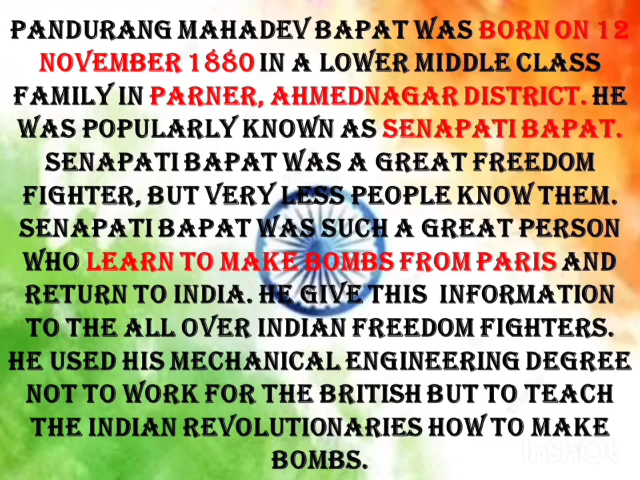 PANDURANG MAHADEV BAPAT WAS BORN ON 12
NOVEMBER 1880 IN A LOWER MIDDLE CLASS
FAMILY IN PARNER, AHMEDNAGAR DISTRICT. HE
WAS POPULARLY KNOWN AS SENAPATI BAPAT.
SENAPATI BAPAT WAS A GREAT FREEDOM
FIGHTER, BUT VERY LESS PEOPLE KNOW THEM.
SENAPATI BAPAT WAS SUCH A GREAT PERSON
WHO LEARN TO MAKE BOMBS FROM PARIS AND
RETURN TO INDIA. HE GIVE THIS INFORMATION
TO THE ALL OVER INDIAN FREEDOM FIGHTERS.
HE USED HIS MECHANICAL ENGINEERING DEGREE
NOT TO WORK FOR THE BRITISH BUT TO TEACH
THE INDIAN REVOLUTIONARIES HOW TO MAKE
BOMBS.
InShOt